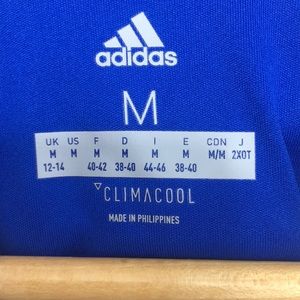 adidas
M
UK US F D I E CDN J
M M M M M M M/M 2XOT
12-14 40-42 38-40 44-46 38-40
CLIMACOOL
MADE IN PHILIPPINES